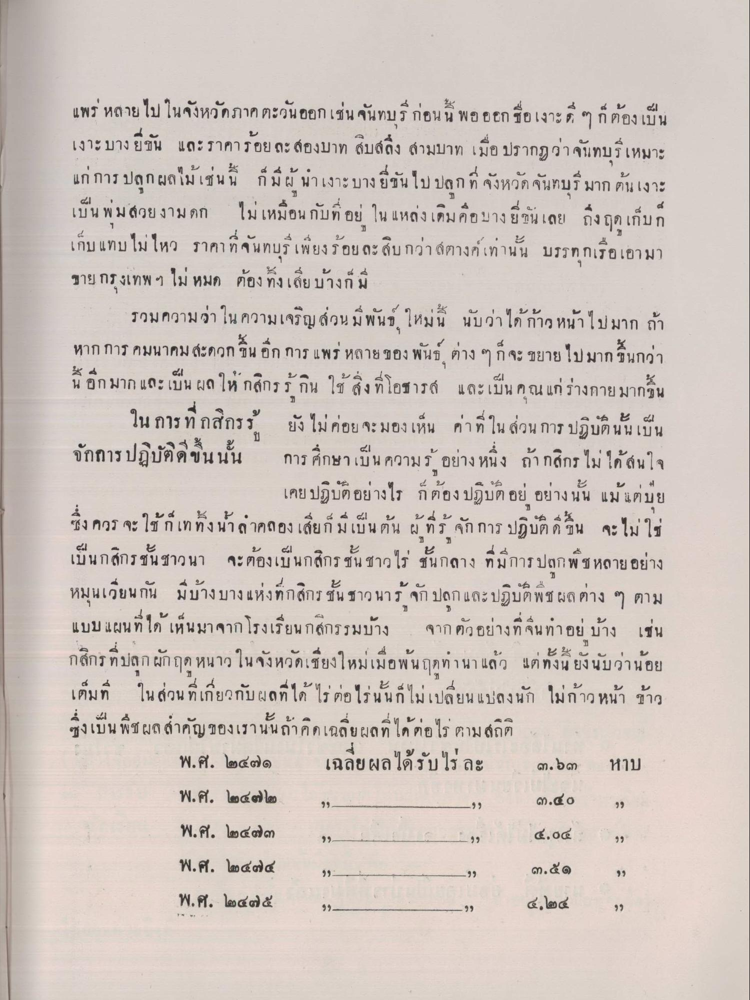 แพร่หลายไปในจังหวัดภาคตะวันออกเช่นจันทบุรี ก่อนนี้พอออกชื่อเงาะดี ๆ ก็ต้องเป็น
เงาะบางยี่ขัน และราคาร้อยละสองบาท สิบสลึง สามบาท เมื่อปรากฏว่าจันทบุรีเหมาะ
แก่การปลูกผลไม้เช่นนี้ ก็มีผู้นำเงาะบางยี่ขันไปปลูกที่จังหวัดจันทบุรีมาก ต้นเงาะ
เป็นพุ่มสวยงามดก ไม่เหมือนกับที่อยู่ในแหล่งเดิมคือบางยี่ขันเลย ถึงฤดูเก็บก็
เก็บแทบไม่ไหว ราคาที่จันทบุรีเพียงร้อยละสิบกว่าสตางค์เท่านั้น บรรทุกเรือเอามา
ขายกรุงเทพฯ ไม่หมด ต้องทิ้งเสียบ้างก็มี
รวมความว่าในความเจริญส่วนมีพันธุ์ใหม่นี้ นับว่าได้ก้าวหน้าไปมาก ถ้า
หากการคมนาคมสะดวกขึ้นอีกการแพร่หลายของพันธุ์ต่าง ๆ ก็จะขยายไปมากขึ้นกว่า
นี้อีกมากและเป็นผลให้กสิกรรู้กิน ใช้สิ่งที่โอชารส และเป็นคุณแก่ร่างกายมากขึ้น
ในการที่กสิกรรู้ ยังไม่ค่อยจะมองเห็น ค่าที่ในส่วนการปฏิบัตินั้นเป็น
จักการปฏิบัติดีขึ้นนั้น การศึกษาเป็นความรู้อย่างหนึ่ง ถ้ากสิกรไม่ได้สนใจ
เคยปฏิบัติอย่างไร ก็ต้องปฏิบัติอยู่อย่างนั้น แม้แต่ปุ๋ย
ซึ่งควรจะใช้ก็เททิ้งน้ำลำคลองเสียก็มีเป็นต้น ผู้ที่รู้จักการปฏิบัติดีขึ้น จะไม่ใช่
เป็นกสิกรชั้นชาวนา จะต้องเป็นกสิกรชั้นชาวไร่ ชั้นกลาง ที่มีการปลูกพืชหลายอย่าง
หมุนเวียนกัน มีบ้างบางแห่งที่กสิกรชั้นชาวนารู้จักปลูกและปฏิบัติพืชผลต่าง ๆ ตาม
แบบแผนที่ได้เห็นมาจากโรงเรียนกสิกรรมบ้าง จากตัวอย่างที่จีนทำอยู่บ้าง เช่น
กสิกรที่ปลูกผักฤดูหนาวในจังหวัดเชียงใหม่เมื่อพ้นฤดูทำนาแล้ว แต่ทั้งนี้ยังนับว่าน้อย
เต็มที ในส่วนที่เกี่ยวกับผลที่ได้ไร่ต่อไร่นั้นก็ไม่เปลี่ยนแปลงนัก ไม่ก้าวหน้า ข้าว
ซึ่งเป็นพืชผลสำคัญของเรานั้นถ้าคิดเฉลี่ยผลที่ได้ต่อไร่ตามสถิติ
พ.ศ. ๒๔๗๑ เฉลี่ยผลได้รับไร่ละ ๓.๖๓ หาบ
พ.ศ. ๒๔๗๒ ,,__________,, ๓.๔๐ ,,
พ.ศ. ๒๔๗๓ ,,__________,, ๔.๐๔ ,,
พ.ศ. ๒๔๗๔ ,,__________,, ๓.๕๑ ,,
พ.ศ. ๒๔๗๕ ,,__________,, ๔.๒๔ ,,